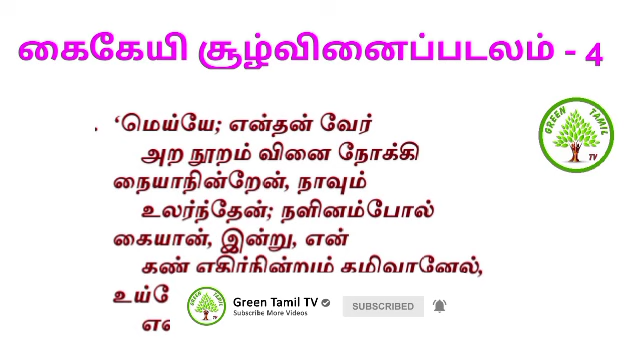 கைகேயி சூழ்வினைப்படலம் - 4
. ‘மெய்யே; என்தன் வேர்
அற நூறும் வினை நோக்கி
நையாநின்றேன், நாவும்
உலர்ந்தேன்; நளினம்போல்
கையான், இன்று, என்
கண் எதிர்நின்றும் கழிவானேல்,
GREEN TAMIL TV
Green Tamil TV
Subscribe More Videos
SUBSCRIBED